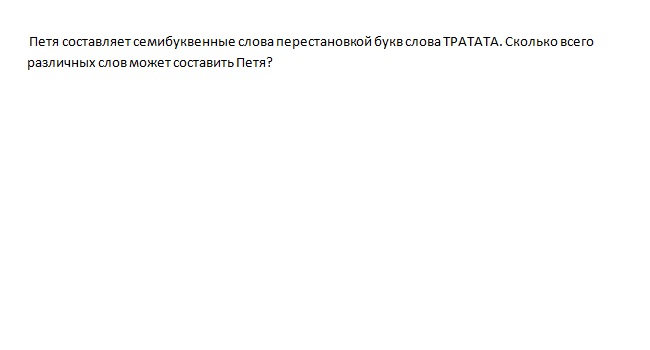 Петя составляет семибуквенные слова перестановкой букв слова ТРАТАТА. Сколько всего
различных слов может составить Петя?